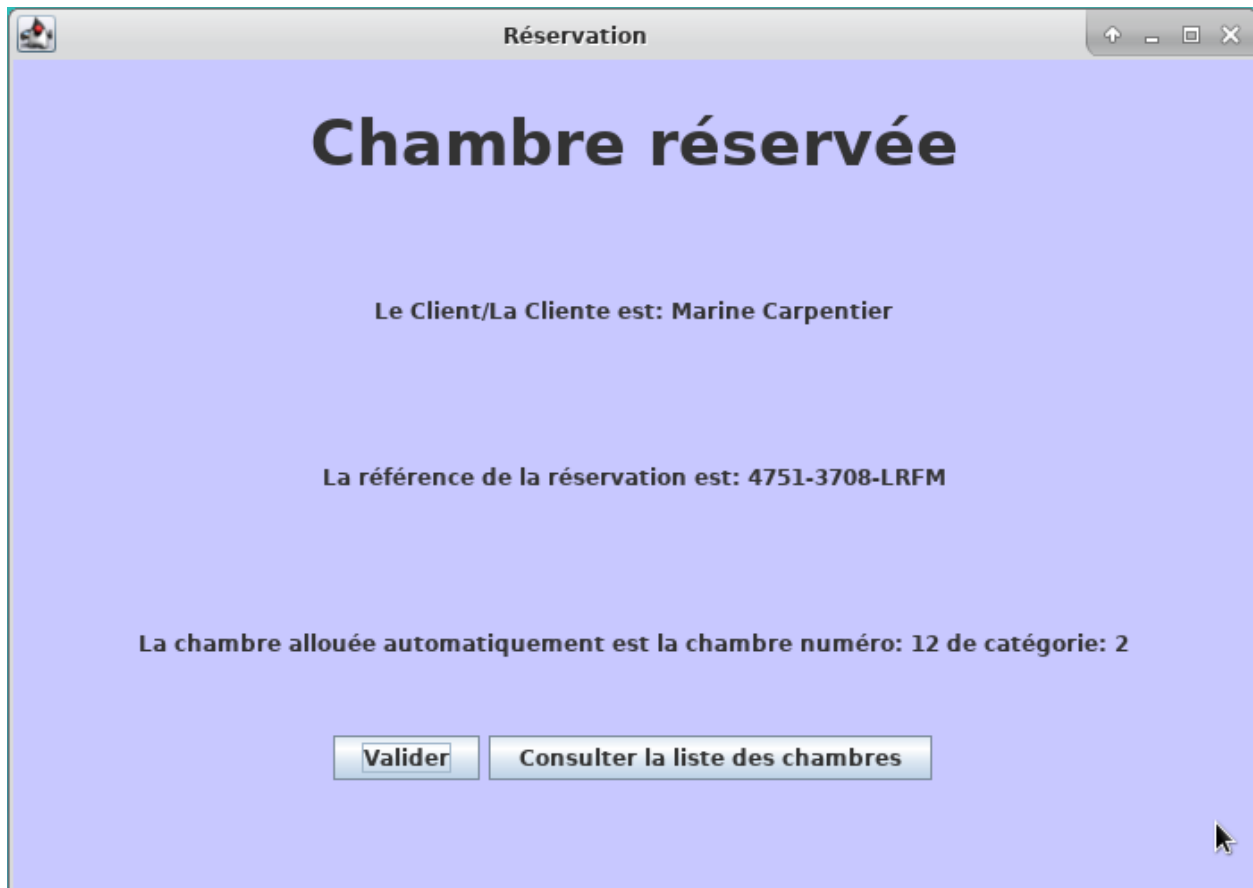 Réservation
Chambre réservée
Le Client/La Cliente est: Marine Carpentier
La référence de la réservation est: 4751-3708-LRFM
La chambre allouée automatiquement est la chambre numéro: 12 de catégorie: 2
Valider
Consulter la liste des chambres